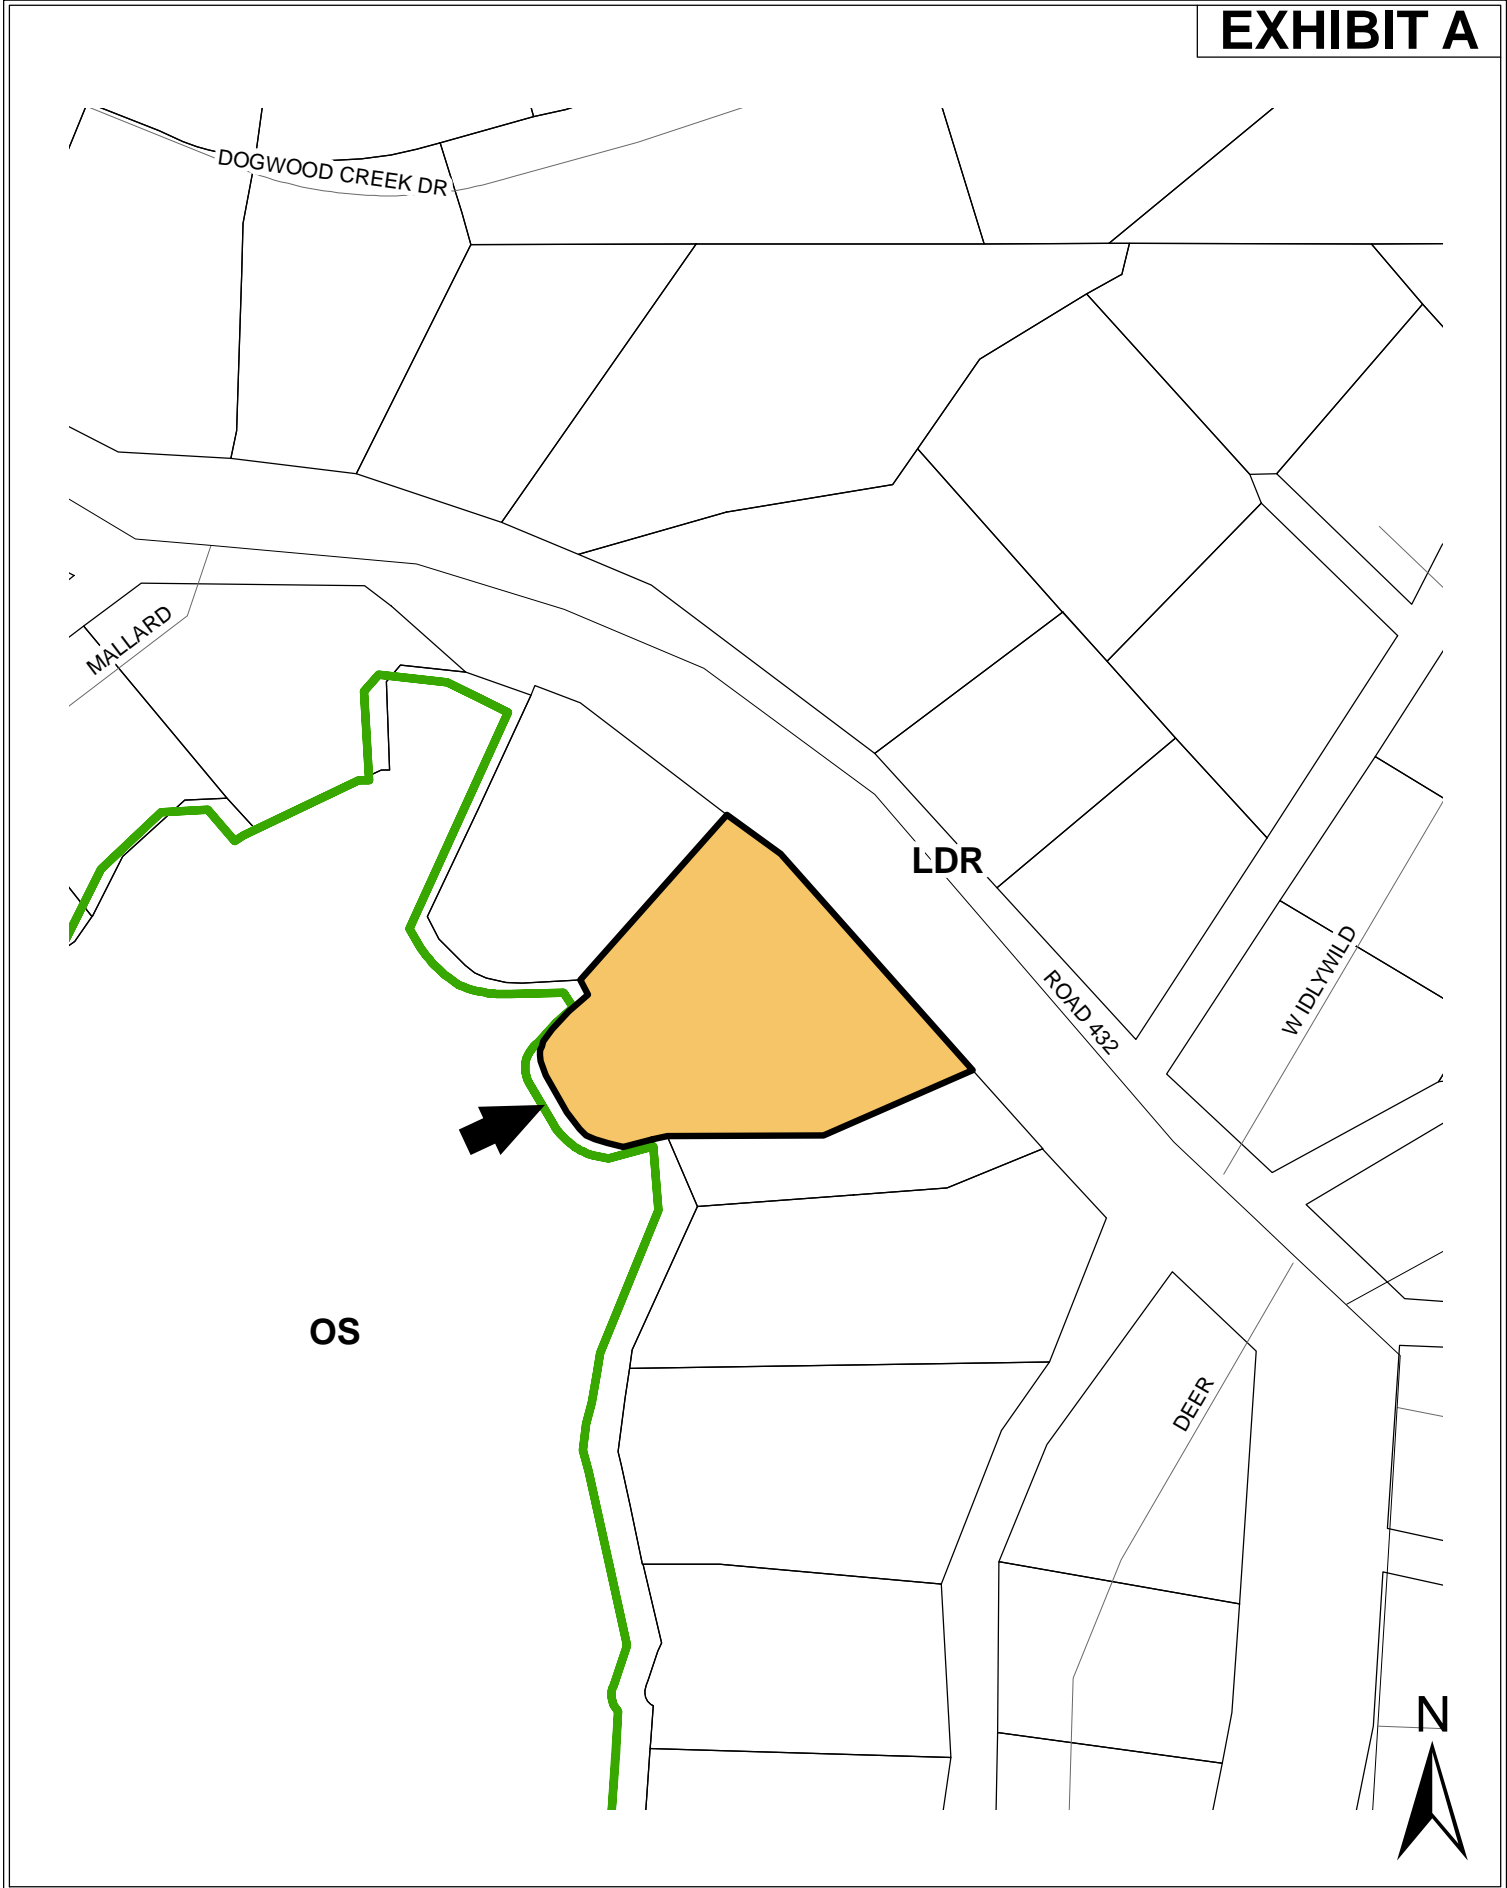 EXHIBIT A
DOGWOOD CREEK DR
MALLARD
LDR
W IDLYWILD
ROAD 432
OS
DEER
N